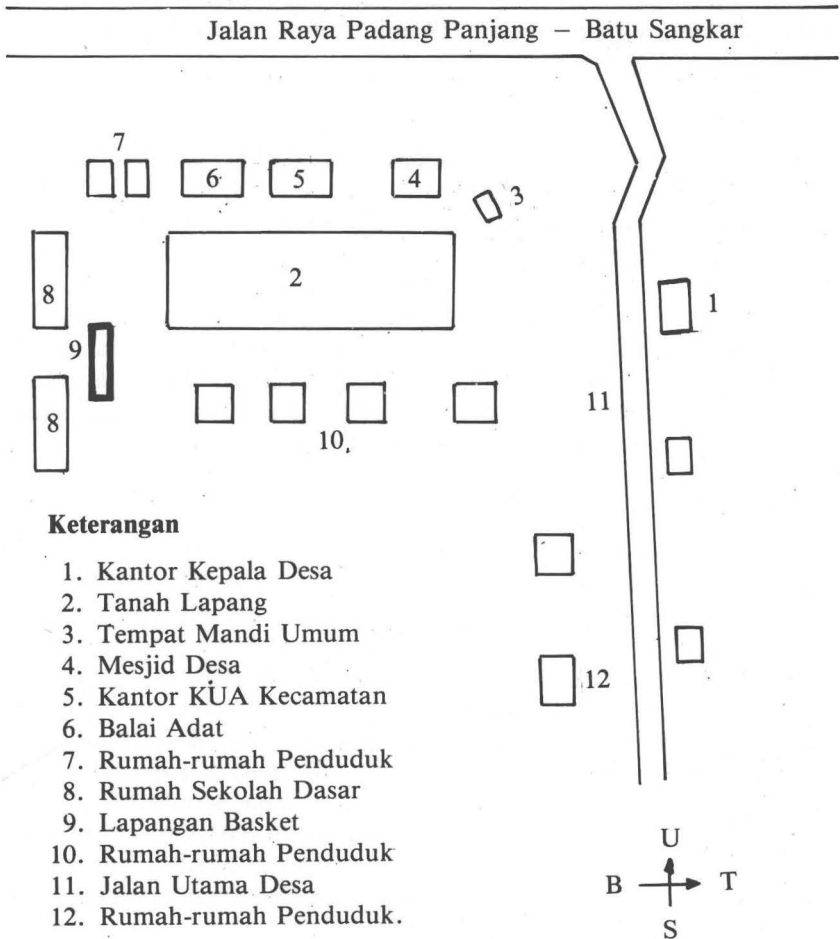 Jalan Raya Padang Panjang – Batu Sangkar
7
6
5
4
3
2
8
1
9
11
8
10.
Keterangan
1. Kantor Kepala Desa
2. Tanah Lapang
3. Tempat Mandi Umum
4. Mesjid Desa
5. Kantor KUA Kecamatan
6. Balai Adat
7. Rumah-rumah Penduduk
8. Rumah Sekolah Dasar
9. Lapangan Basket
10. Rumah-rumah Penduduk
11. Jalan Utama Desa
12. Rumah-rumah Penduduk.
12
U
B
T
S